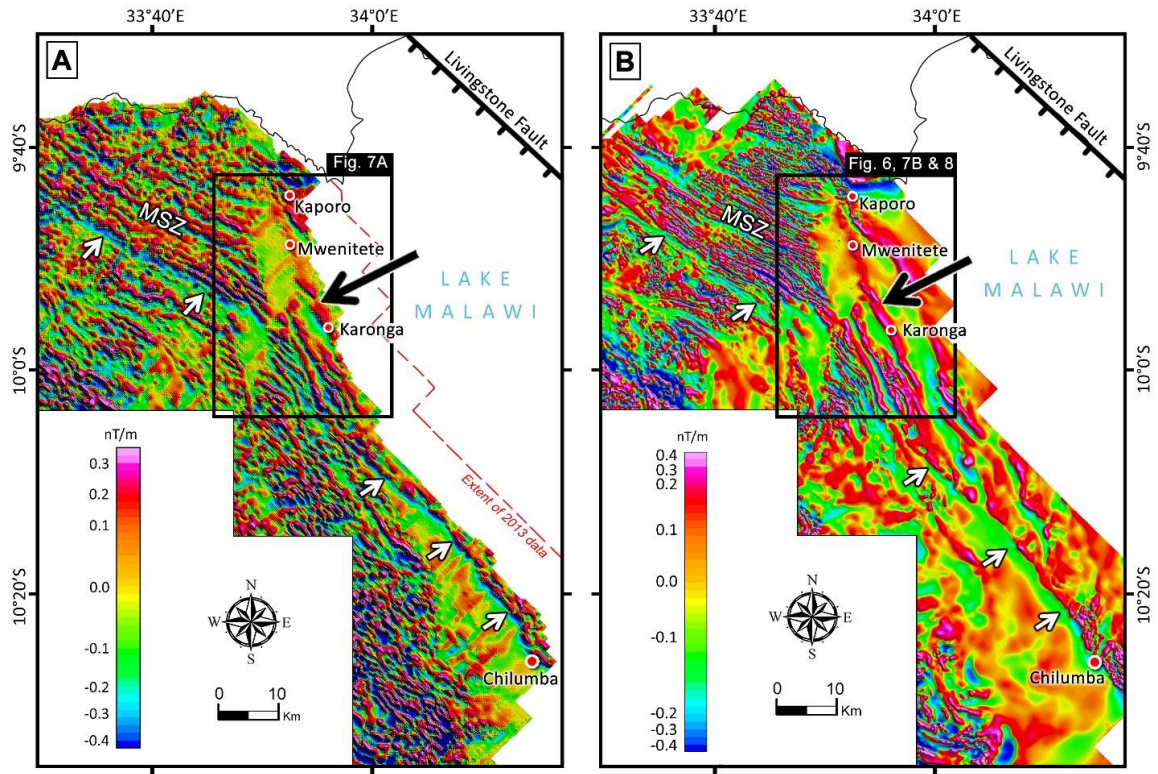 33°40'E
34°0'E
33°40'E
34°0'E
A
B
Livingstone Fault
Livingstone Fault
9°40'S
9°40'S
Fig. 7A
Fig. 6, 7B & 8
Kaporo
Kaporo
MSZ
MSZ
Mwenitete
Mwenitete
LAKE
MALAWI
LAKE
MALAWI
Karonga
Karonga
10°0'S
10°0'S
nT/m
0.3
0.2
0.1
0.0
-0.1
-0.2
-0.3
-0.4
Extent of 2013 data
nT/m
0.4
0.3
0.2
0.1
0.0
-0.1
-0.2
-0.3
-0.4
10°20'S
10°20'S
N
W
E
S
N
W
E
S
Chilumba
Chilumba
0
10
Km
0
10
Km